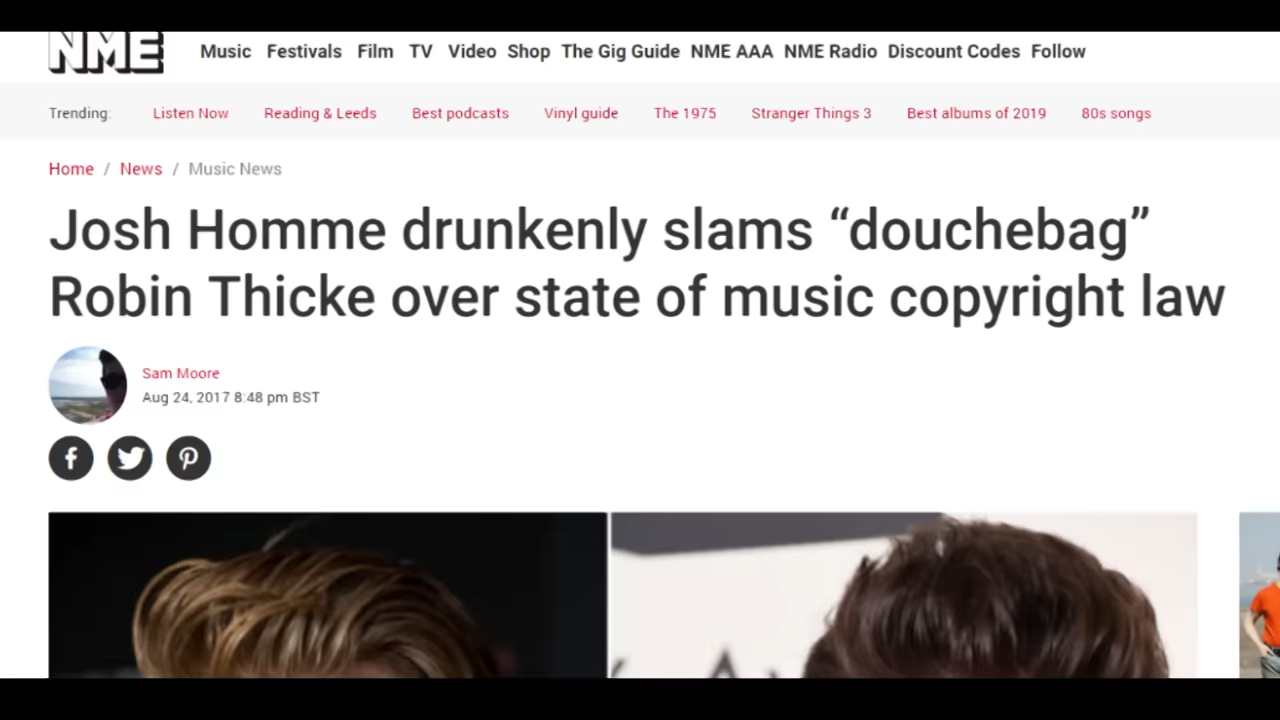 NME
Music Festivals Film TV Video Shop The Gig Guide NME AAA NME Radio Discount Codes Follow
Trending: Listen Now Reading & Leeds Best podcasts Vinyl guide The 1975 Stranger Things 3 Best albums of 2019 80s songs
Home / News / Music News
Josh Homme drunkenly slams “douchebag”
Robin Thicke over state of music copyright law
Sam Moore
Aug 24, 2017 8:48 pm BST